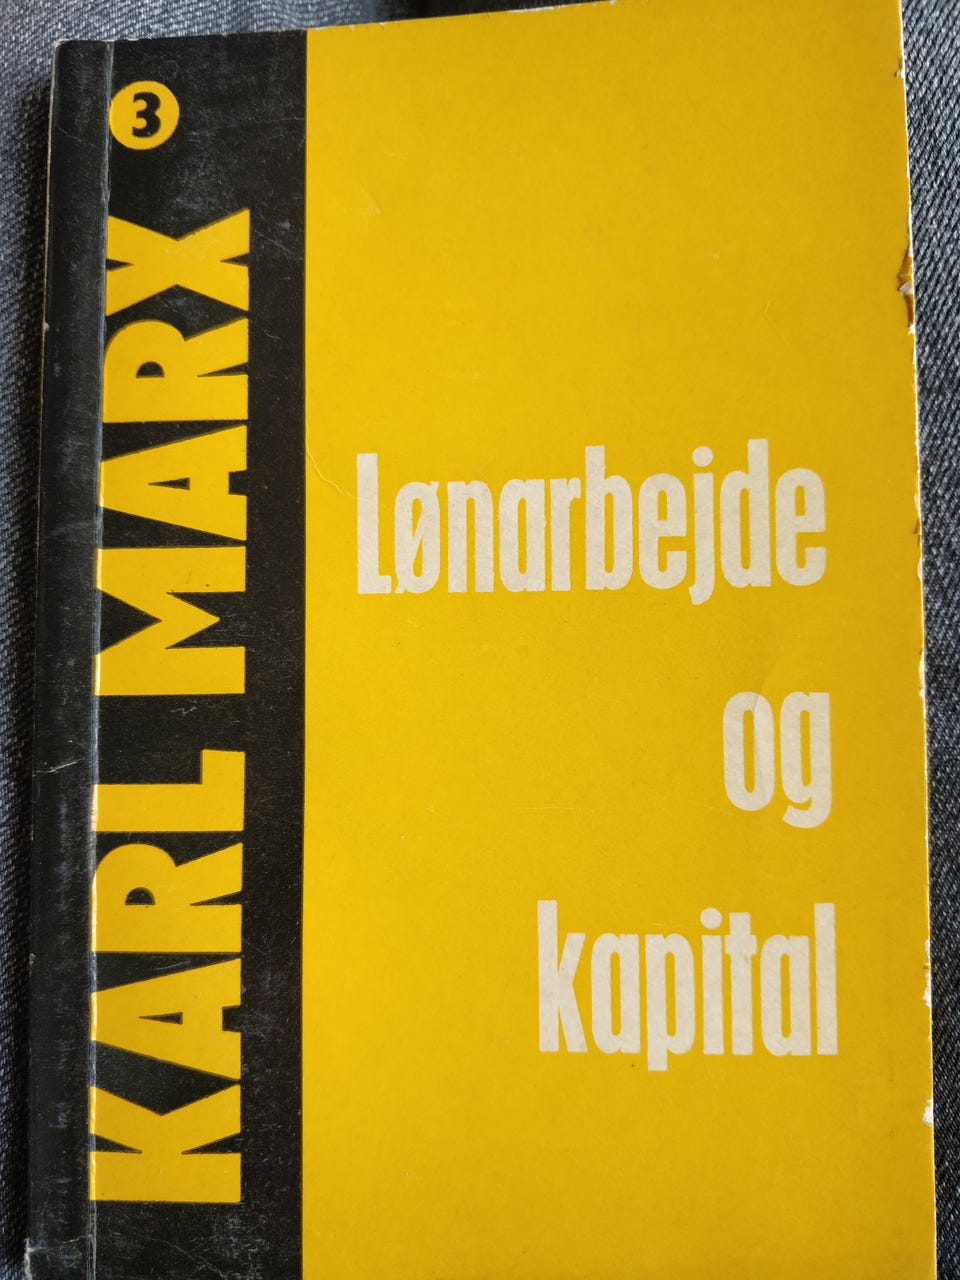 3
KARL MARX
Lønarbejde
og
kapital